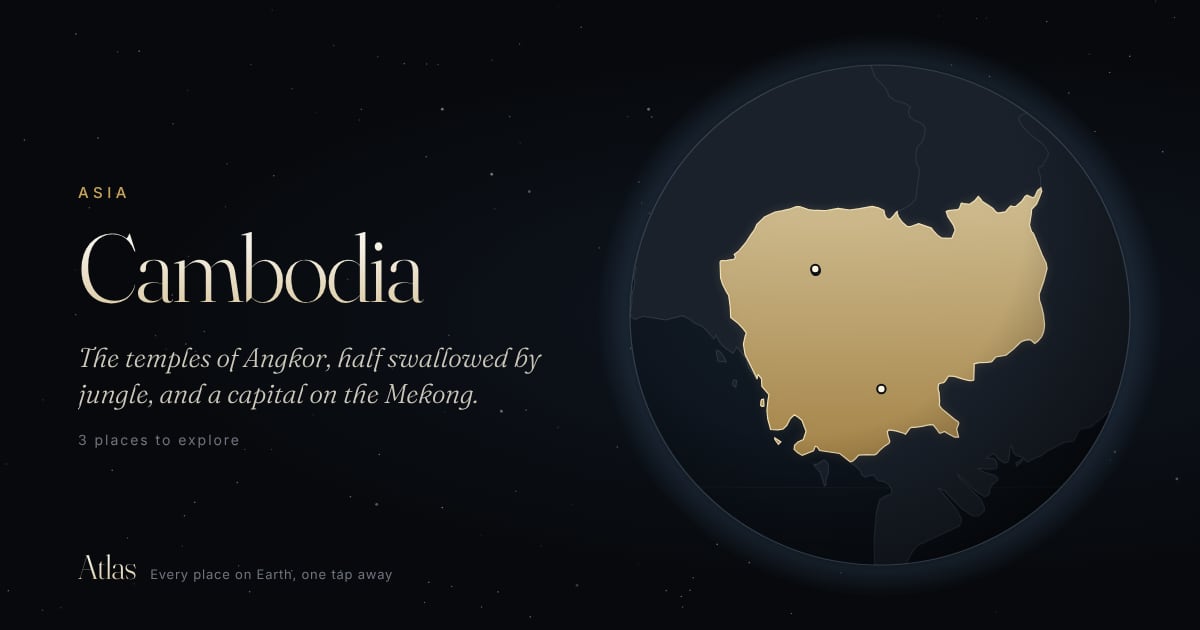 ASIA
Cambodia
The temples of Angkor, half swallowed by
jungle, and a capital on the Mekong.
3 places to explore
Atlas Every place on Earth, one tap away